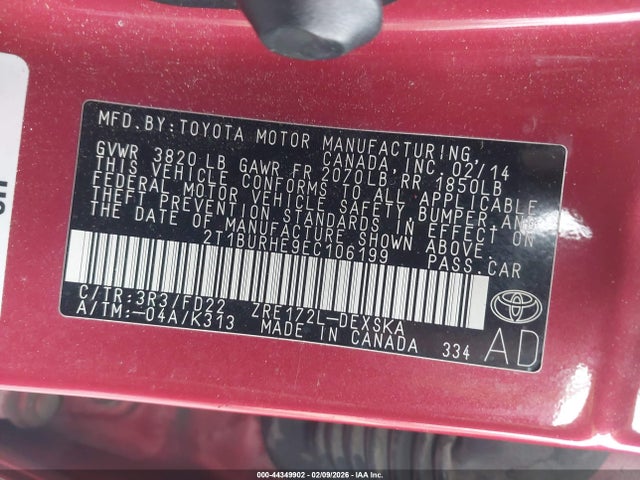 MFD. BY: TOYOTA MOTOR MANUFACTURING,
CANADA, INC. 02/14
GVWR 3820 LB GAWR FR 2070LB, RR 1850LB
THIS VEHICLE CONFORMS TO ALL APPLICABLE
FEDERAL MOTOR VEHICLE SAFETY, BUMPER, AND
THEFT PREVENTION STANDARDS IN EFFECT ON
THE DATE OF MANUFACTURE SHOWN ABOVE.
2T1BURHE9EC106199 PASS. CAR
C/TR: 3R3/FD22 ZRE172L-DEXSKA
A/TM: -04A/K313 MADE IN CANADA 334
AD
000-44349902 - 02/09/2026 - IAA Inc.